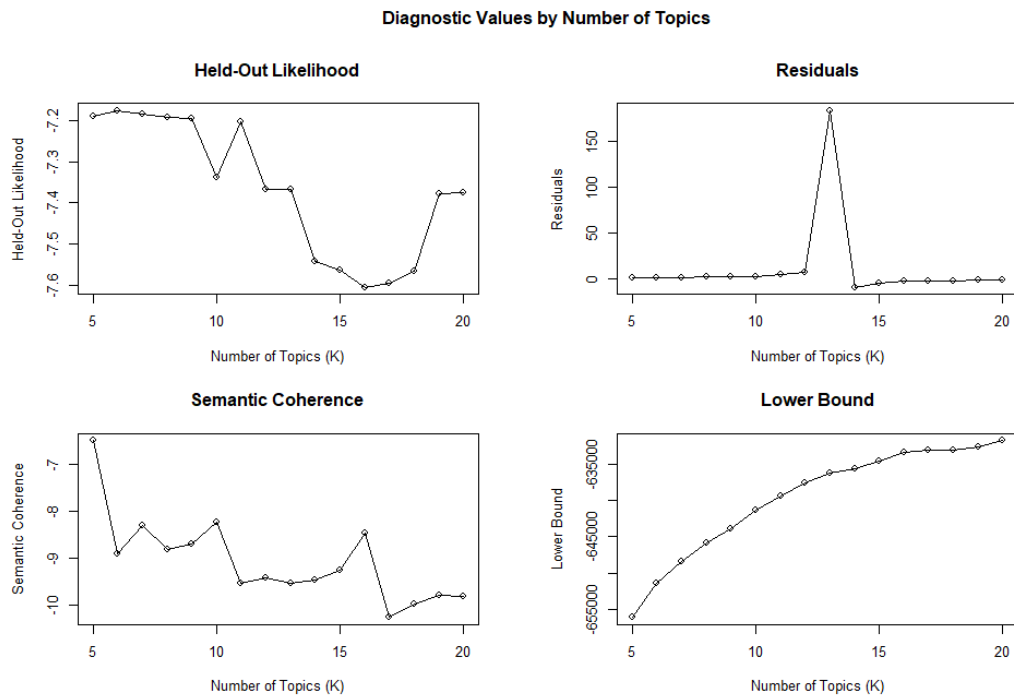 Diagnostic Values by Number of Topics
Held-Out Likelihood
Held-Out Likelihood
-7.2
-7.3
-7.4
-7.5
-7.6
5
10
15
20
Number of Topics (K)
Residuals
Residuals
150
100
50
0
5
10
15
20
Number of Topics (K)
Semantic Coherence
Semantic Coherence
-7
-8
-9
-10
5
10
15
20
Number of Topics (K)
Lower Bound
Lower Bound
-635000
-645000
-655000
5
10
15
20
Number of Topics (K)